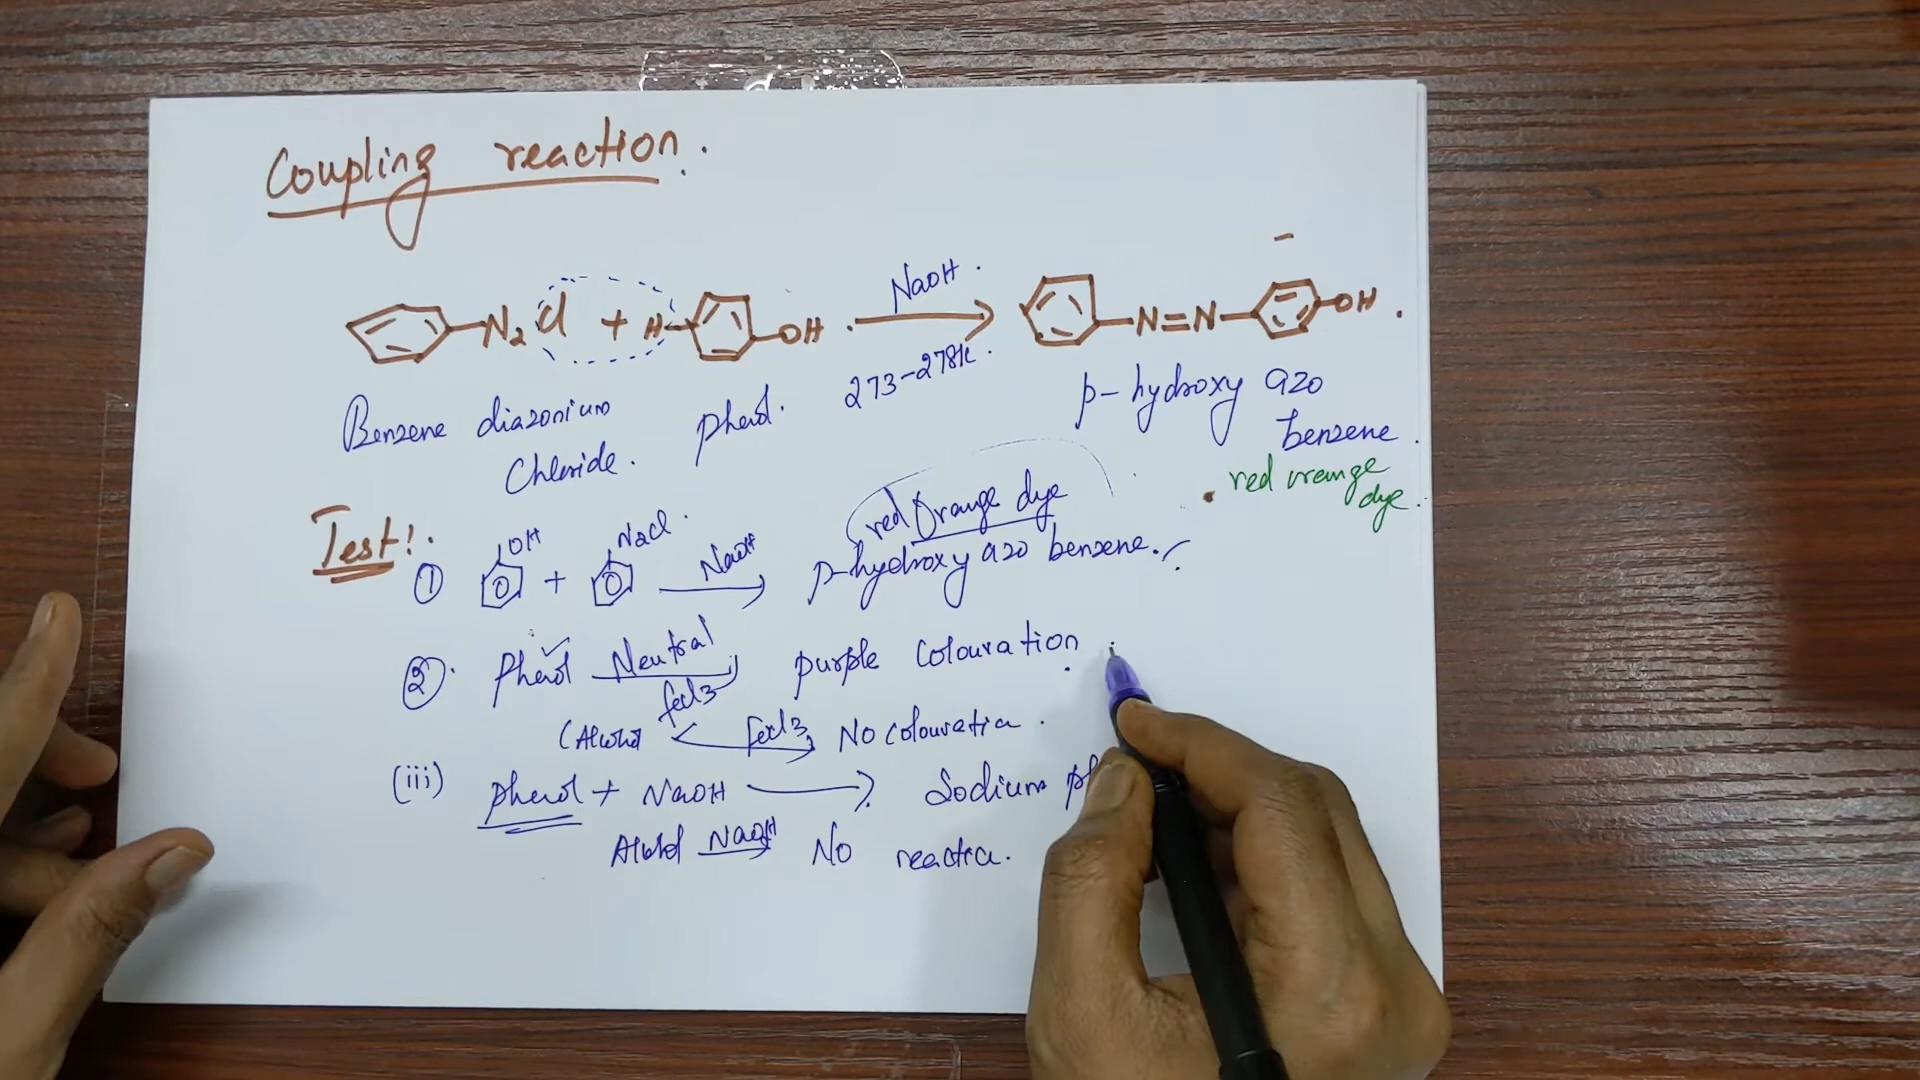 Coupling reaction.
N2Cl + H OH . NaOH N=N OH .
273-278K.
Benzene diazonium Chloride. phenol. p-hydroxy azo benzene.
red orange dye.
Test!.
① OH + N2Cl. NaOH red Orange dye
p-hydroxy azo benzene.
②. Phenol Neutral fecl3 purple Colouration .
(Alcohol fecl3 No colouration .
(iii) phenol + NaOH Sodium
Alcohol NaOH No reaction.